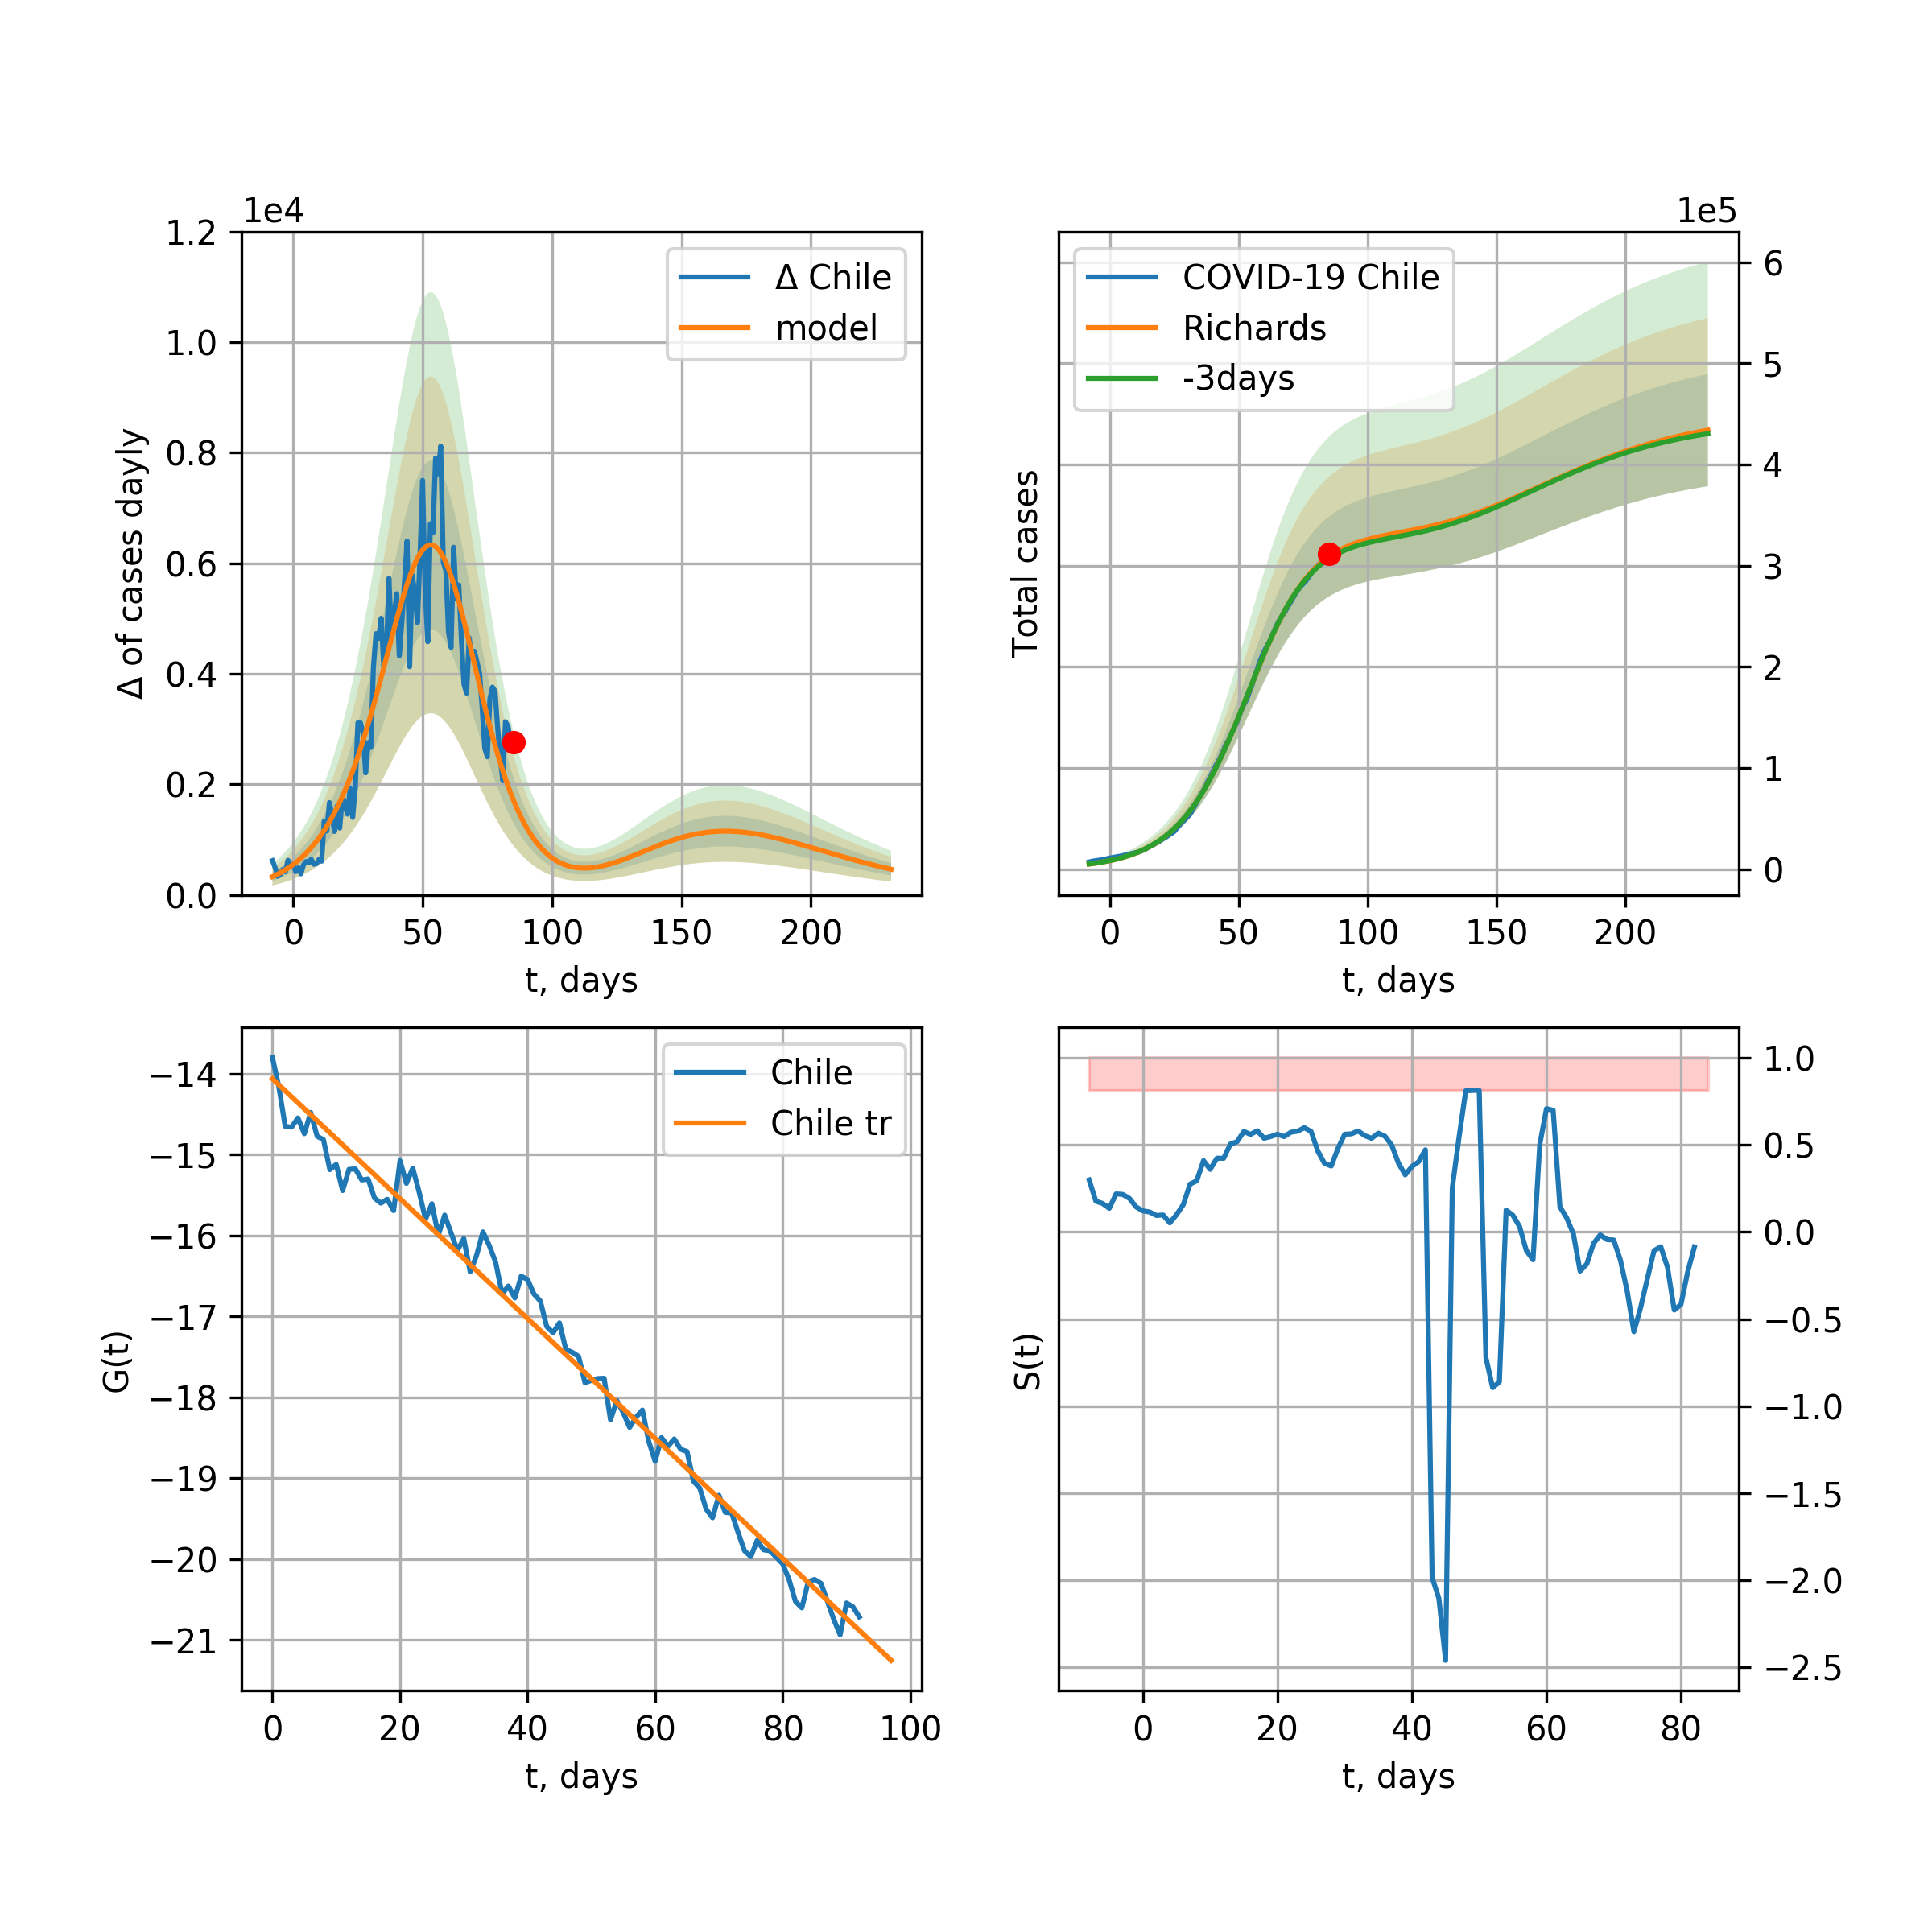 1e4
1.2
1.0
0.8
0.6
0.4
0.2
0.0
Δ of cases dayly
Δ Chile
model
0 50 100 150 200
t, days
1e5
COVID-19 Chile
Richards
-3days
Total cases
6
5
4
3
2
1
0
0 50 100 150 200
t, days
Chile
Chile tr
G(t)
−14
−15
−16
−17
−18
−19
−20
−21
0 20 40 60 80 100
t, days
S(t)
1.0
0.5
0.0
−0.5
−1.0
−1.5
−2.0
−2.5
0 20 40 60 80
t, days